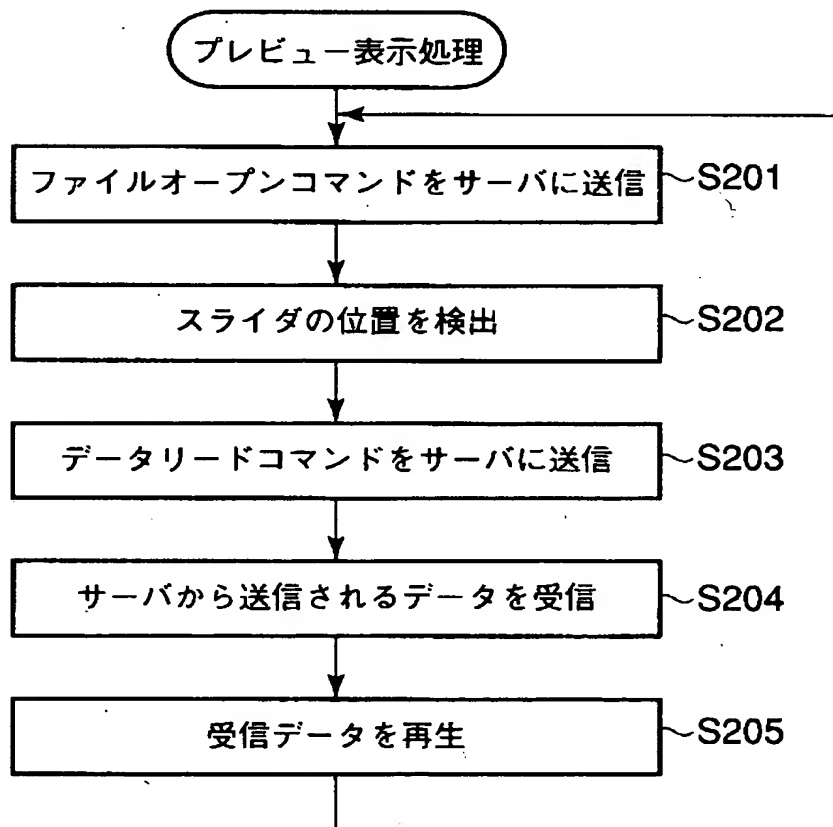 プレビュー表示処理
ファイルオープンコマンドをサーバに送信 ~S201
スライダの位置を検出 ~S202
データリードコマンドをサーバに送信 ~S203
サーバから送信されるデータを受信 ~S204
受信データを再生 ~S205